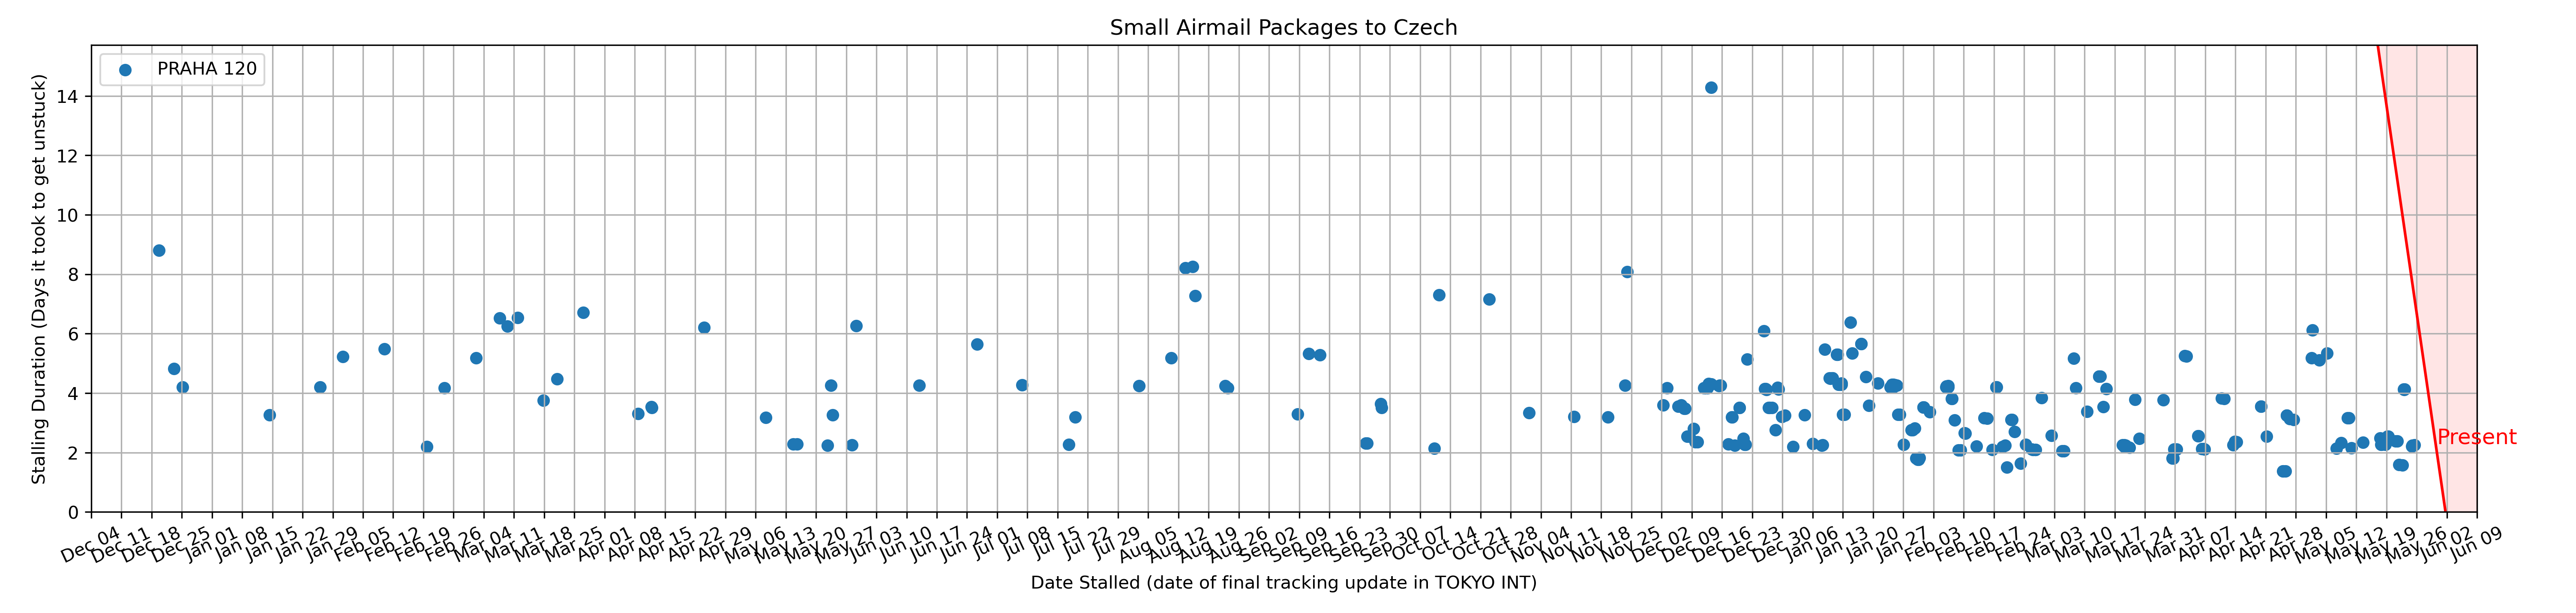 Small Airmail Packages to Czech
PRAHA 120
Stalling Duration (Days it took to get unstuck)
14
12
10
8
6
4
2
0
Present
Dec 04 Dec 11 Dec 18 Dec 25 Jan 01 Jan 08 Jan 15 Jan 22 Jan 29 Feb 05 Feb 12 Feb 19 Feb 26 Mar 04 Mar 11 Mar 18 Mar 25 Apr 01 Apr 08 Apr 15 Apr 22 Apr 29 May 06 May 13 May 20 May 27 Jun 03 Jun 10 Jun 17 Jun 24 Jul 01 Jul 08 Jul 15 Jul 22 Jul 29 Aug 05 Aug 12 Aug 19 Aug 26 Sep 02 Sep 09 Sep 16 Sep 23 Sep 30 Oct 07 Oct 14 Oct 21 Oct 28 Nov 04 Nov 11 Nov 18 Nov 25 Dec 02 Dec 09 Dec 16 Dec 23 Dec 30 Jan 06 Jan 13 Jan 20 Jan 27 Feb 03 Feb 10 Feb 17 Feb 24 Mar 03 Mar 10 Mar 17 Mar 24 Mar 31 Apr 07 Apr 14 Apr 21 Apr 28 May 05 May 12 May 19 May 26 Jun 02 Jun 09
Date Stalled (date of final tracking update in TOKYO INT)